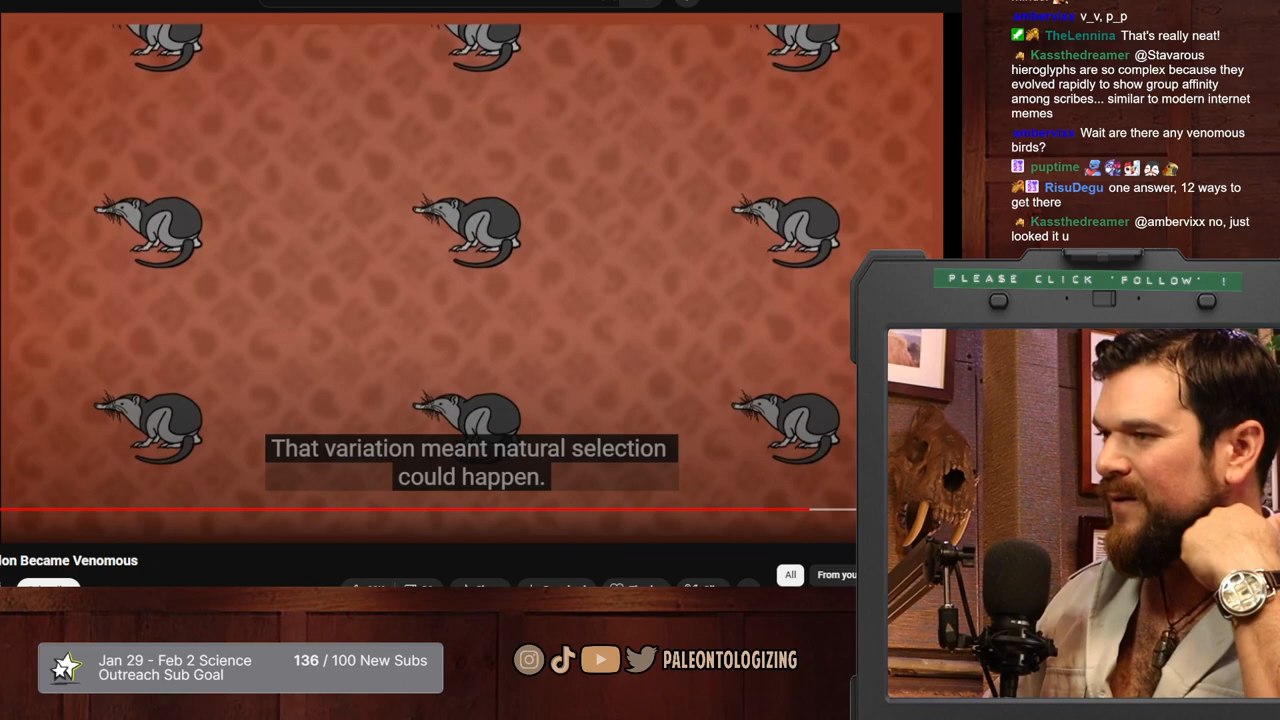 ambervixx v_v, p_p
TheLennina That's really neat!
Kassthedreamer @Stavarous
hieroglyphs are so complex because they
evolved rapidly to show group affinity
among scribes... similar to modern internet
memes
ambervixx Wait are there any venomous
birds?
puptime
RisuDegu one answer, 12 ways to
get there
Kassthedreamer @ambervixx no, just
looked it u
PLEASE CLICK 'FOLLOW' !
That variation meant natural selection
could happen.
on Became Venomous
All
From you
Jan 29 - Feb 2 Science
Outreach Sub Goal
136 / 100 New Subs
PALEONTOLOGIZING